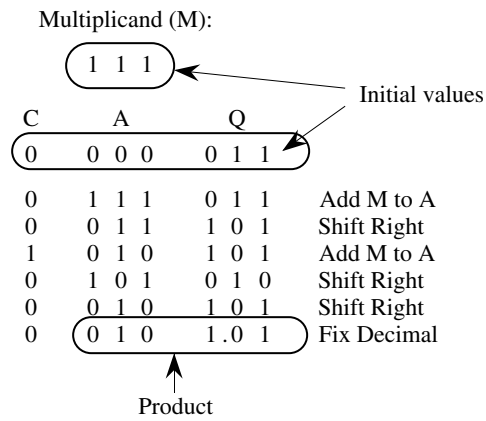 Multiplicand (M):
1 1 1
Initial values
C A Q
0 0 0 0 0 1 1
0 1 1 1 0 1 1 Add M to A
0 0 1 1 1 0 1 Shift Right
1 0 1 0 1 0 1 Add M to A
0 1 0 1 0 1 0 Shift Right
0 0 1 0 1 0 1 Shift Right
0 0 1 0 1 . 0 1 Fix Decimal
Product